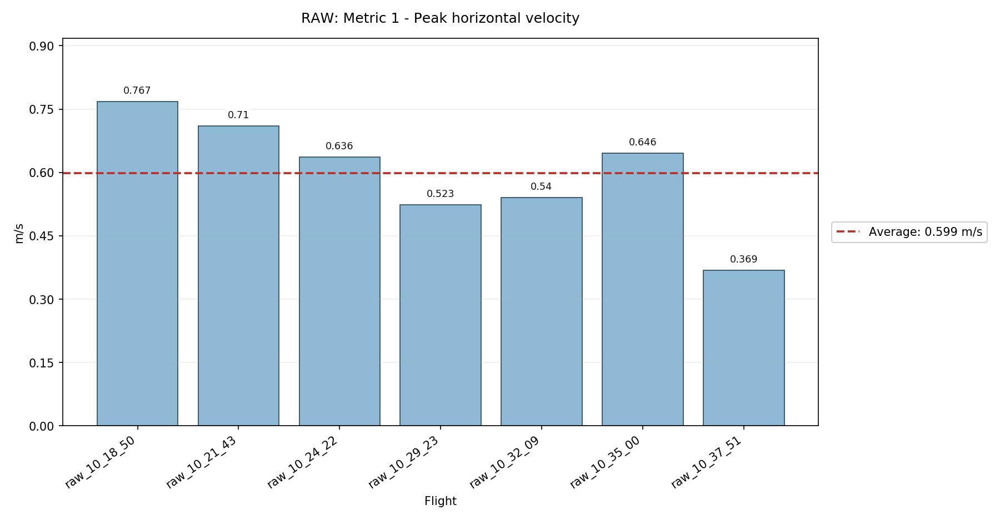 RAW: Metric 1 - Peak horizontal velocity
0.90
0.75
0.60
0.45
0.30
0.15
0.00
m/s
0.767
0.71
0.636
0.523
0.54
0.646
0.369
Average: 0.599 m/s
raw_10_18_50
raw_10_21_43
raw_10_24_22
raw_10_29_23
raw_10_32_09
raw_10_35_00
raw_10_37_51
Flight